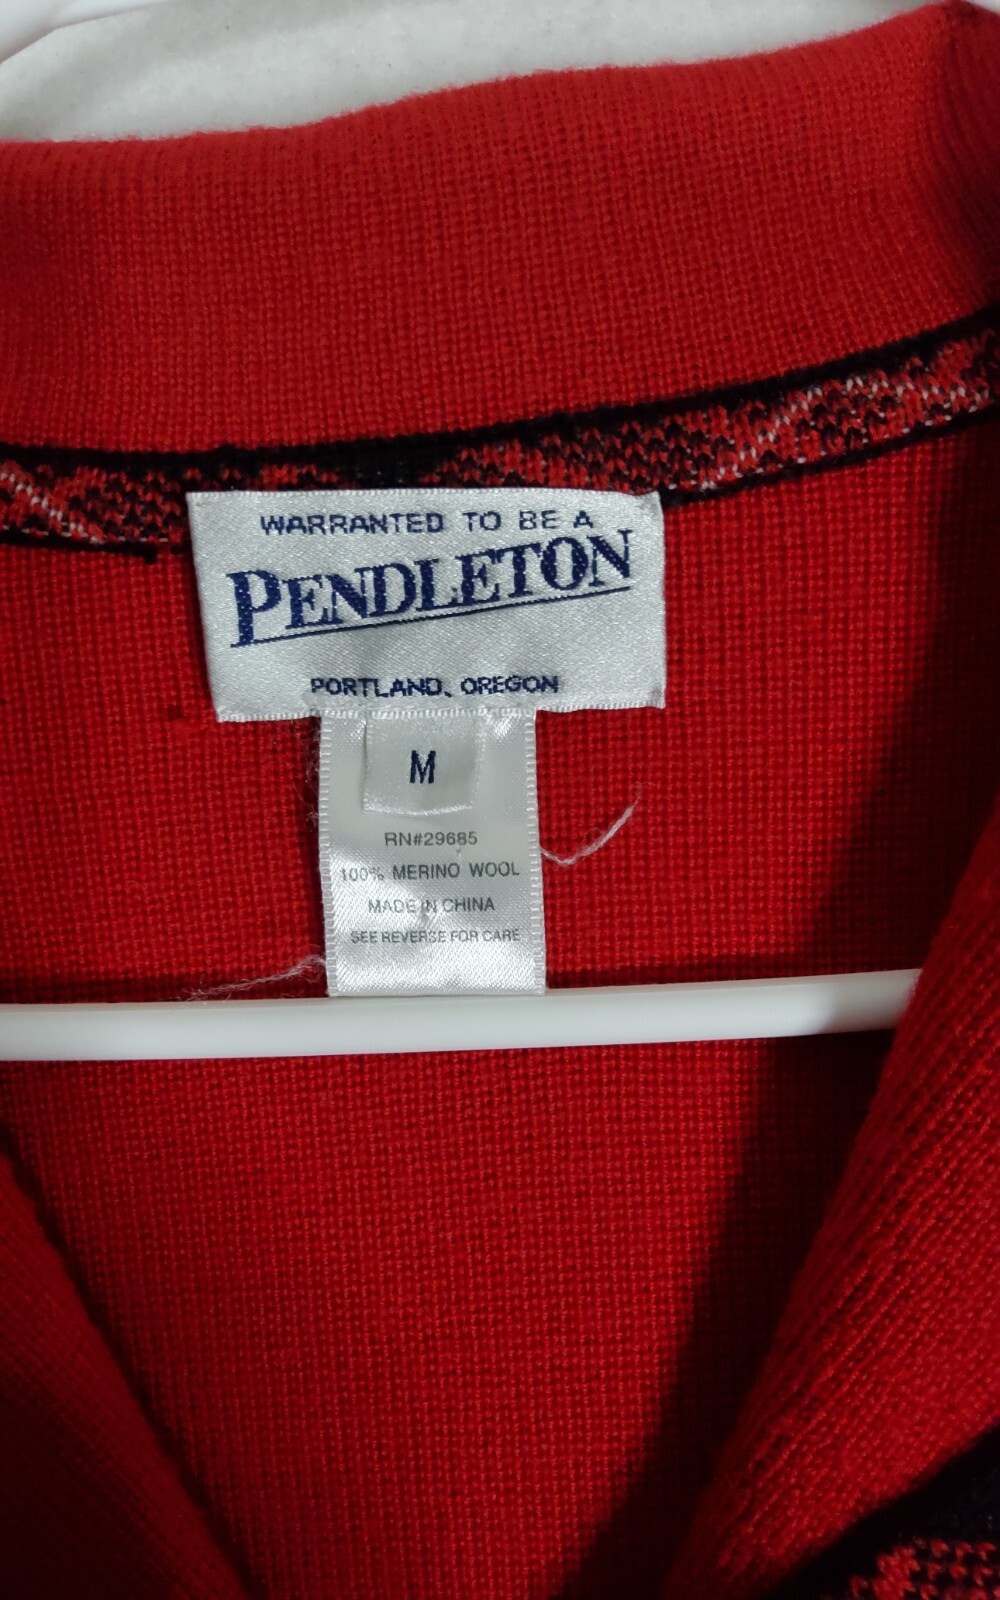 WARRANTED TO BE A
PENDLETON
PORTLAND, OREGON
M
RN#29685
100% MERINO WOOL
MADE IN CHINA
SEE REVERSE FOR CARE